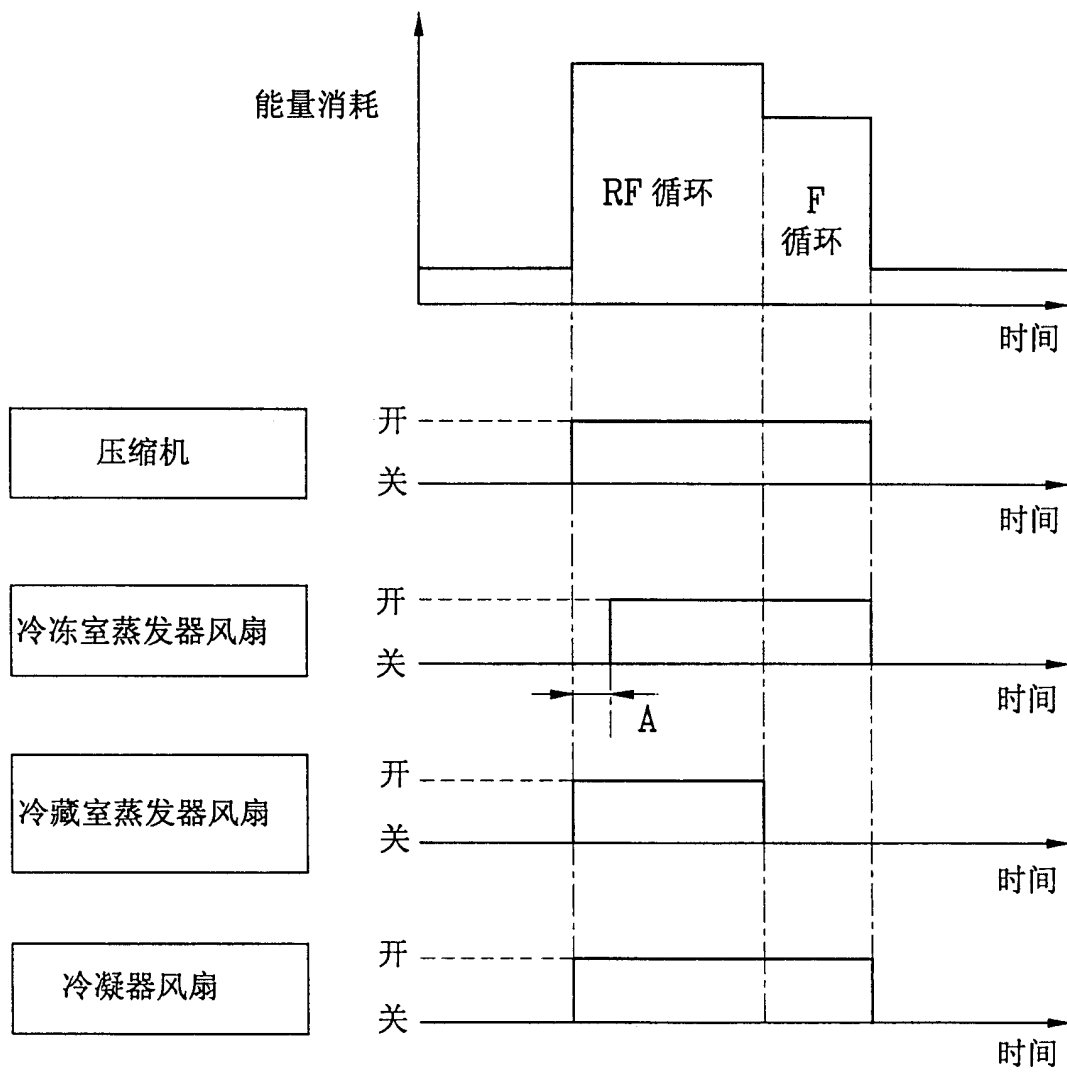 能量消耗
RF 循环
F
循环
时间
压缩机
开
关
时间
冷冻室蒸发器风扇
开
关
时间
A
冷藏室蒸发器风扇
开
关
时间
冷凝器风扇
开
关
时间